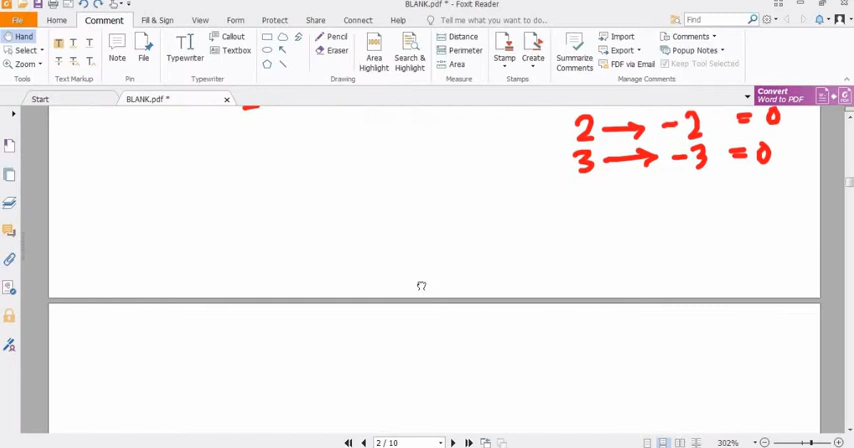 BLANK.pdf * - Foxit Reader
File Home Comment Fill & Sign View Form Protect Share Connect Help Tell me what you want to do... Find
Hand
Select
Zoom
Tools
Text Markup
Note
File
Pin
Typewriter
Callout
Textbox
Typewriter
Pencil
Eraser
Drawing
Area Highlight
Search & Highlight
Distance
Perimeter
Area
Measure
Stamp
Create
Stamps
Summarize Comments
Import
Export
FDF via Email
Comments
Popup Notes
Keep Tool Selected
Manage Comments
Start
BLANK.pdf *
Convert
Word to PDF
2 → -2 = 0
3 → -3 = 0
2 / 10
302%